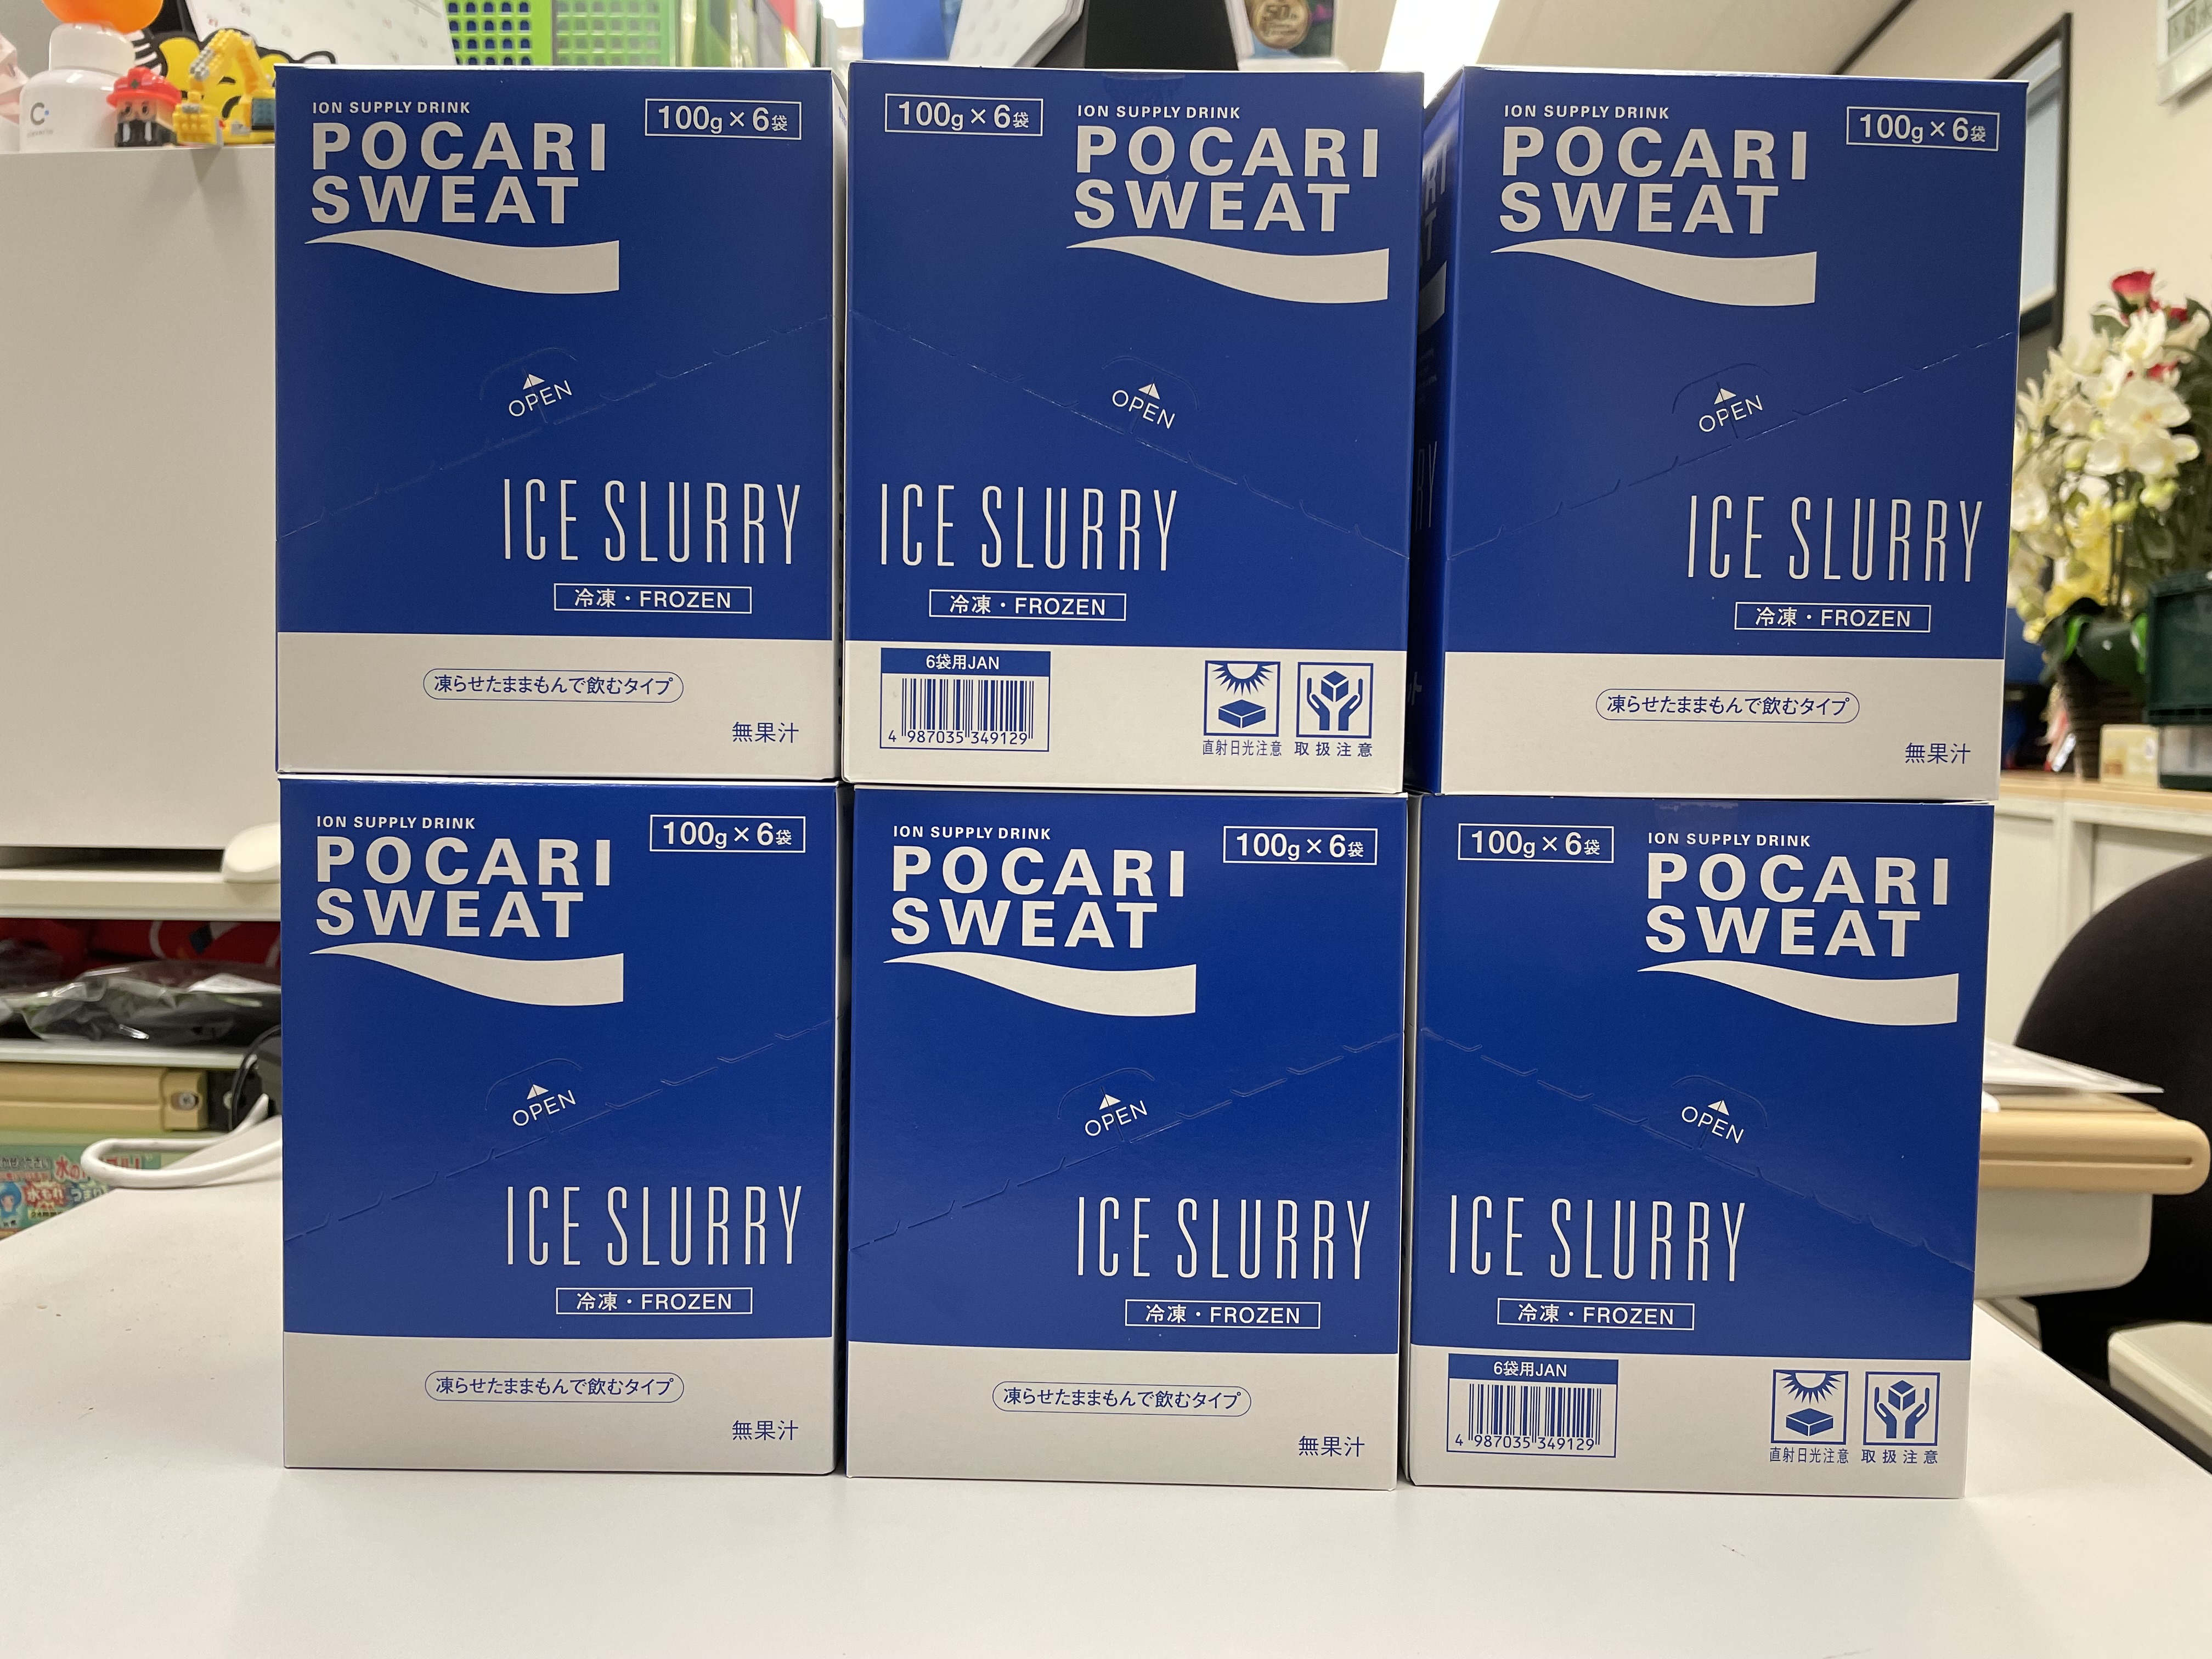 ION SUPPLY DRINK
POCARI
SWEAT
100g×6袋
OPEN
ICE SLURRY
冷凍・FROZEN
凍らせたままもんで飲むタイプ
無果汁
100g×6袋
ION SUPPLY DRINK
POCARI
SWEAT
OPEN
ICE SLURRY
冷凍・FROZEN
6袋用JAN
4 987035 349129
直射日光注意
取扱注意
ION SUPPLY DRINK
POCARI
SWEAT
100g×6袋
OPEN
ICE SLURRY
冷凍・FROZEN
凍らせたままもんで飲むタイプ
無果汁
ION SUPPLY DRINK
POCARI
SWEAT
100g×6袋
OPEN
ICE SLURRY
冷凍・FROZEN
凍らせたままもんで飲むタイプ
無果汁
ION SUPPLY DRINK
POCARI
SWEAT
100g×6袋
OPEN
ICE SLURRY
冷凍・FROZEN
凍らせたままもんで飲むタイプ
無果汁
100g×6袋
ION SUPPLY DRINK
POCARI
SWEAT
OPEN
ICE SLURRY
冷凍・FROZEN
6袋用JAN
4 987035 349129
直射日光注意
取扱注意